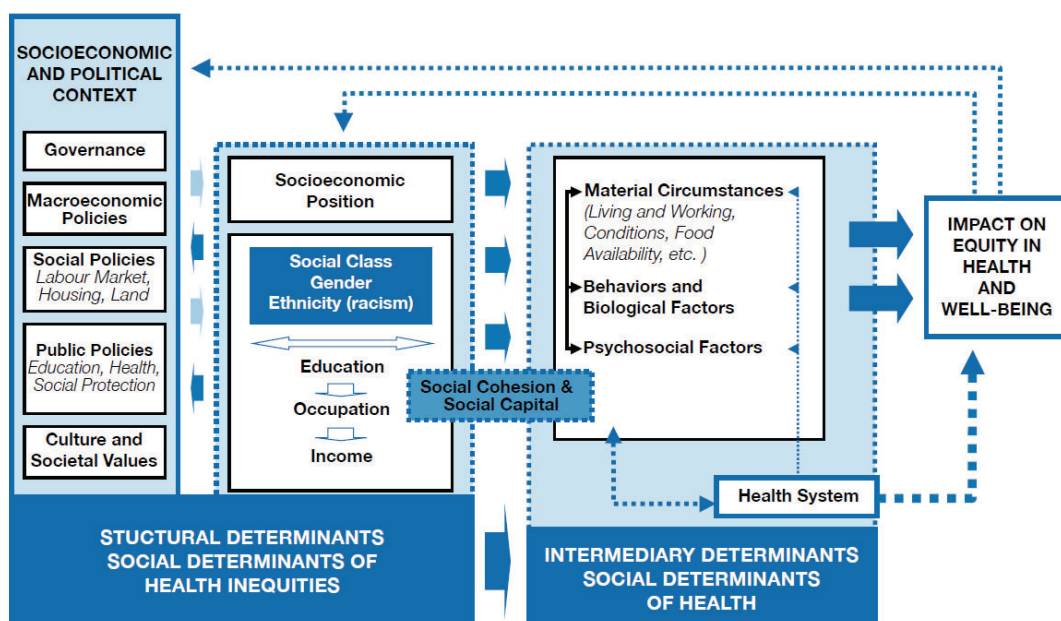 SOCIOECONOMIC
AND POLITICAL
CONTEXT
Governance
Macroeconomic
Policies
Social Policies
Labour Market,
Housing, Land
Public Policies
Education, Health,
Social Protection
Culture and
Societal Values
Socioeconomic
Position
Social Class
Gender
Ethnicity (racism)
Education
Occupation
Income
Social Cohesion &
Social Capital
Material Circumstances
(Living and Working,
Conditions, Food
Availability, etc. )
Behaviors and
Biological Factors
Psychosocial Factors
Health System
IMPACT ON
EQUITY IN
HEALTH
AND
WELL-BEING
STUCTURAL DETERMINANTS
SOCIAL DETERMINANTS OF
HEALTH INEQUITIES
INTERMEDIARY DETERMINANTS
SOCIAL DETERMINANTS
OF HEALTH